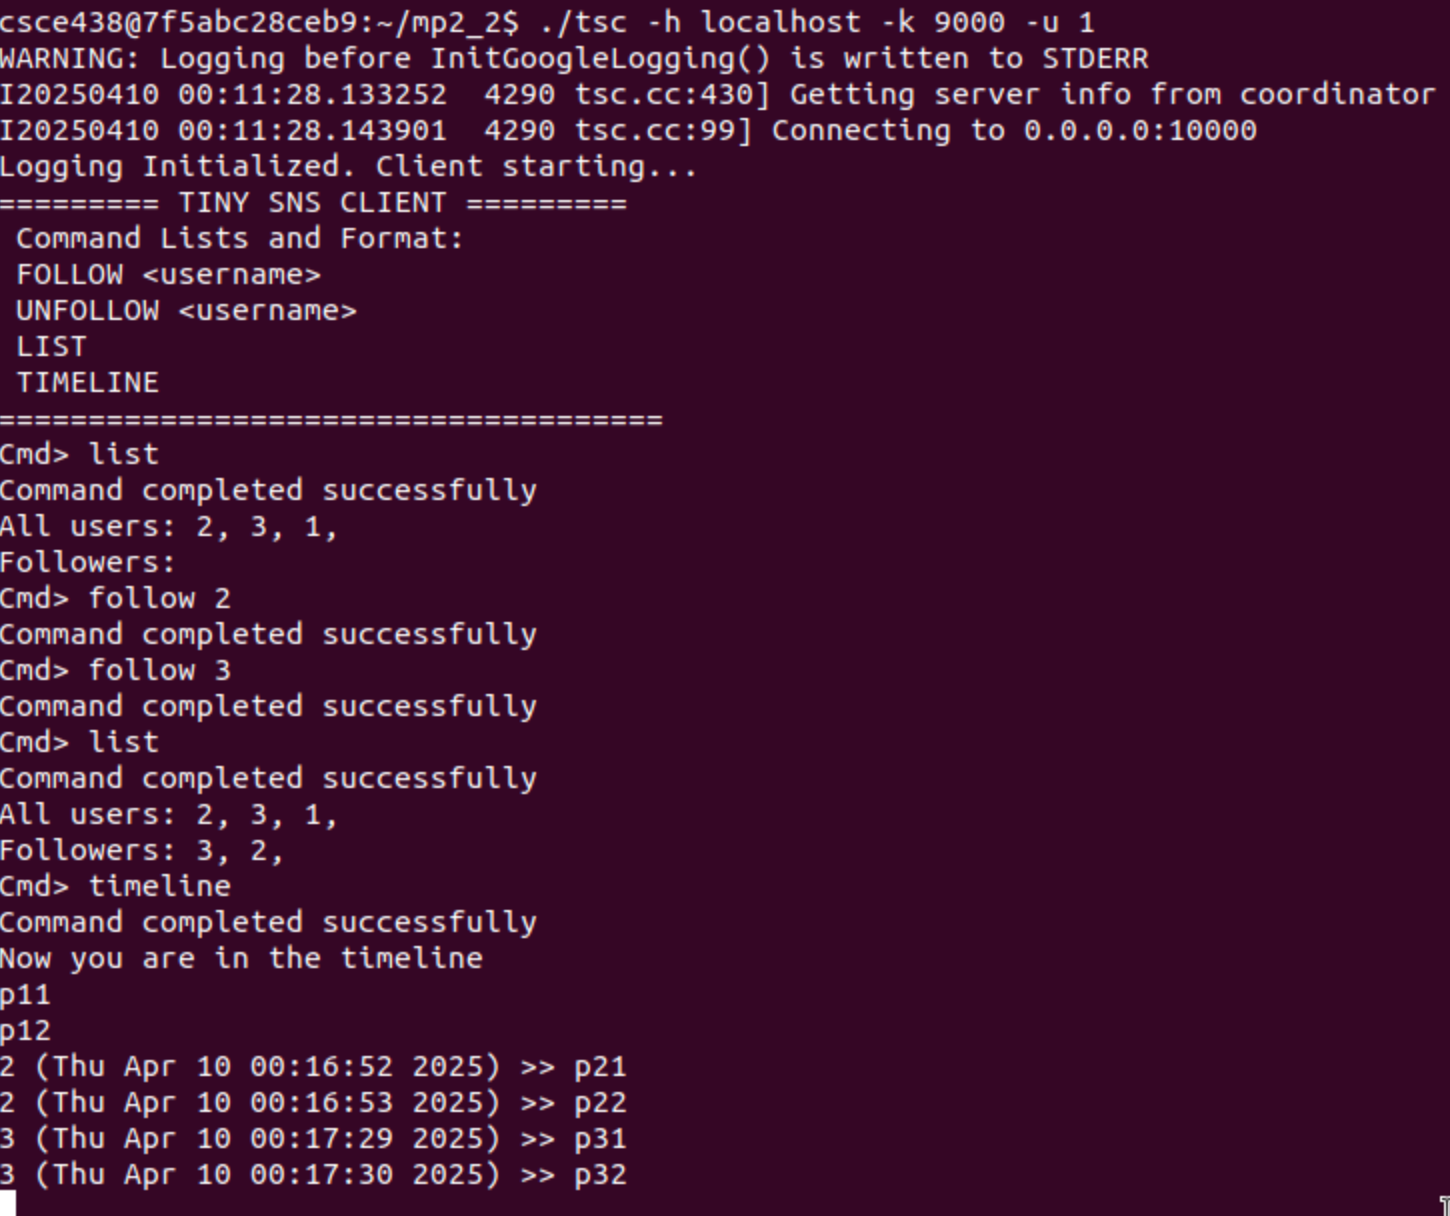 csce438@7f5abc28ceb9:~/mp2_2$ ./tsc -h localhost -k 9000 -u 1
WARNING: Logging before InitGoogleLogging() is written to STDERR
I20250410 00:11:28.133252  4290 tsc.cc:430] Getting server info from coordinator
I20250410 00:11:28.143901  4290 tsc.cc:99] Connecting to 0.0.0.0:10000
Logging Initialized. Client starting...
========= TINY SNS CLIENT =========
 Command Lists and Format:
 FOLLOW <username>
 UNFOLLOW <username>
 LIST
 TIMELINE
=====================================
Cmd> list
Command completed successfully
All users: 2, 3, 1,
Followers:
Cmd> follow 2
Command completed successfully
Cmd> follow 3
Command completed successfully
Cmd> list
Command completed successfully
All users: 2, 3, 1,
Followers: 3, 2,
Cmd> timeline
Command completed successfully
Now you are in the timeline
p11
p12
2 (Thu Apr 10 00:16:52 2025) >> p21
2 (Thu Apr 10 00:16:53 2025) >> p22
3 (Thu Apr 10 00:17:29 2025) >> p31
3 (Thu Apr 10 00:17:30 2025) >> p32